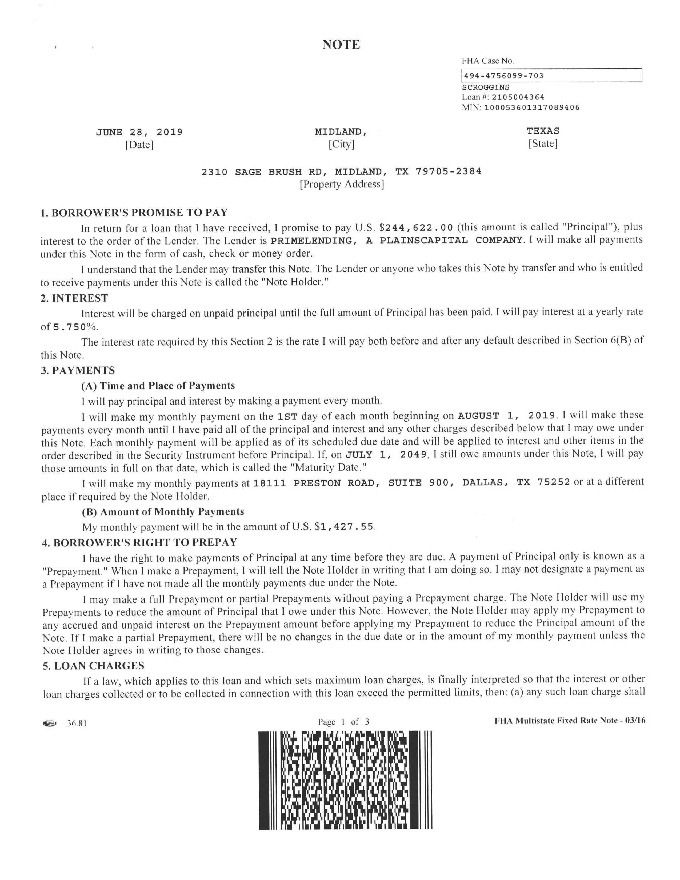 NOTE
FHA Case No.
494-4756099-703
SCROGGINS
Loan #: 2105004364
MIN: 100053601317089406
JUNE 28, 2019 MIDLAND, TEXAS
[Date] [City] [State]
2310 SAGE BRUSH RD, MIDLAND, TX 79705-2384
[Property Address]
1. BORROWER'S PROMISE TO PAY
In return for a loan that I have received, I promise to pay U.S. $244,622.00 (this amount is called "Principal"), plus
interest to the order of the Lender. The Lender is PRIMELENDING, A PLAINSCAPITAL COMPANY. I will make all payments
under this Note in the form of cash, check or money order.
I understand that the Lender may transfer this Note. The Lender or anyone who takes this Note by transfer and who is entitled
to receive payments under this Note is called the "Note Holder."
2. INTEREST
Interest will be charged on unpaid principal until the full amount of Principal has been paid. I will pay interest at a yearly rate
of 5.750%.
The interest rate required by this Section 2 is the rate I will pay both before and after any default described in Section 6(B) of
this Note.
3. PAYMENTS
(A) Time and Place of Payments
I will pay principal and interest by making a payment every month.
I will make my monthly payment on the 1ST day of each month beginning on AUGUST 1, 2019. I will make these
payments every month until I have paid all of the principal and interest and any other charges described below that I may owe under
this Note. Each monthly payment will be applied as of its scheduled due date and will be applied to interest and other items in the
order described in the Security Instrument before Principal. If, on JULY 1, 2049, I still owe amounts under this Note, I will pay
those amounts in full on that date, which is called the "Maturity Date."
I will make my monthly payments at 18111 PRESTON ROAD, SUITE 900, DALLAS, TX 75252 or at a different
place if required by the Note Holder.
(B) Amount of Monthly Payments
My monthly payment will be in the amount of U.S. $1,427.55.
4. BORROWER'S RIGHT TO PREPAY
I have the right to make payments of Principal at any time before they are due. A payment of Principal only is known as a
"Prepayment." When I make a Prepayment, I will tell the Note Holder in writing that I am doing so. I may not designate a payment as
a Prepayment if I have not made all the monthly payments due under the Note.
I may make a full Prepayment or partial Prepayments without paying a Prepayment charge. The Note Holder will use my
Prepayments to reduce the amount of Principal that I owe under this Note. However, the Note Holder may apply my Prepayment to
any accrued and unpaid interest on the Prepayment amount before applying my Prepayment to reduce the Principal amount of the
Note. If I make a partial Prepayment, there will be no changes in the due date or in the amount of my monthly payment unless the
Note Holder agrees in writing to those changes.
5. LOAN CHARGES
If a law, which applies to this loan and which sets maximum loan charges, is finally interpreted so that the interest or other
loan charges collected or to be collected in connection with this loan exceed the permitted limits, then: (a) any such loan charge shall
36.81 Page 1 of 3 FHA Multistate Fixed Rate Note - 03/16